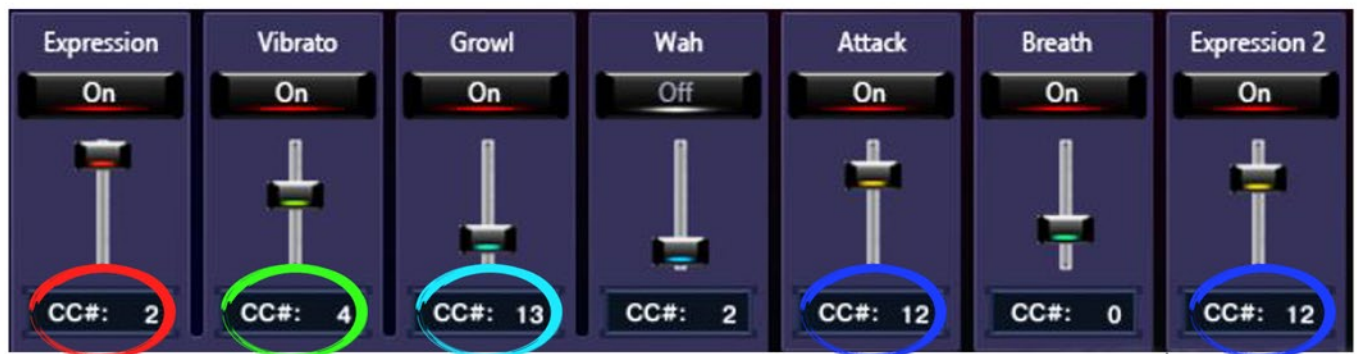 Expression Vibrato Growl Wah Attack Breath Expression 2
On On On Off On On On
CC#: 2 CC#: 4 CC#: 13 CC#: 2 CC#: 12 CC#: 0 CC#: 12